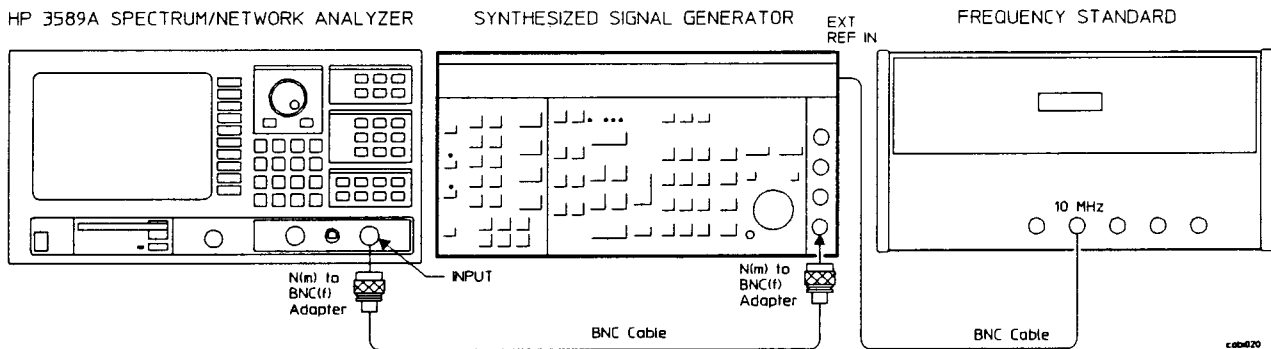 HP 3589A SPECTRUM/NETWORK ANALYZER
SYNTHESIZED SIGNAL GENERATOR
EXT
REF IN
FREQUENCY STANDARD
10 MHz
INPUT
N(m) to
BNC(f)
Adapter
N(m) to
BNC(f)
Adapter
BNC Cable
BNC Cable